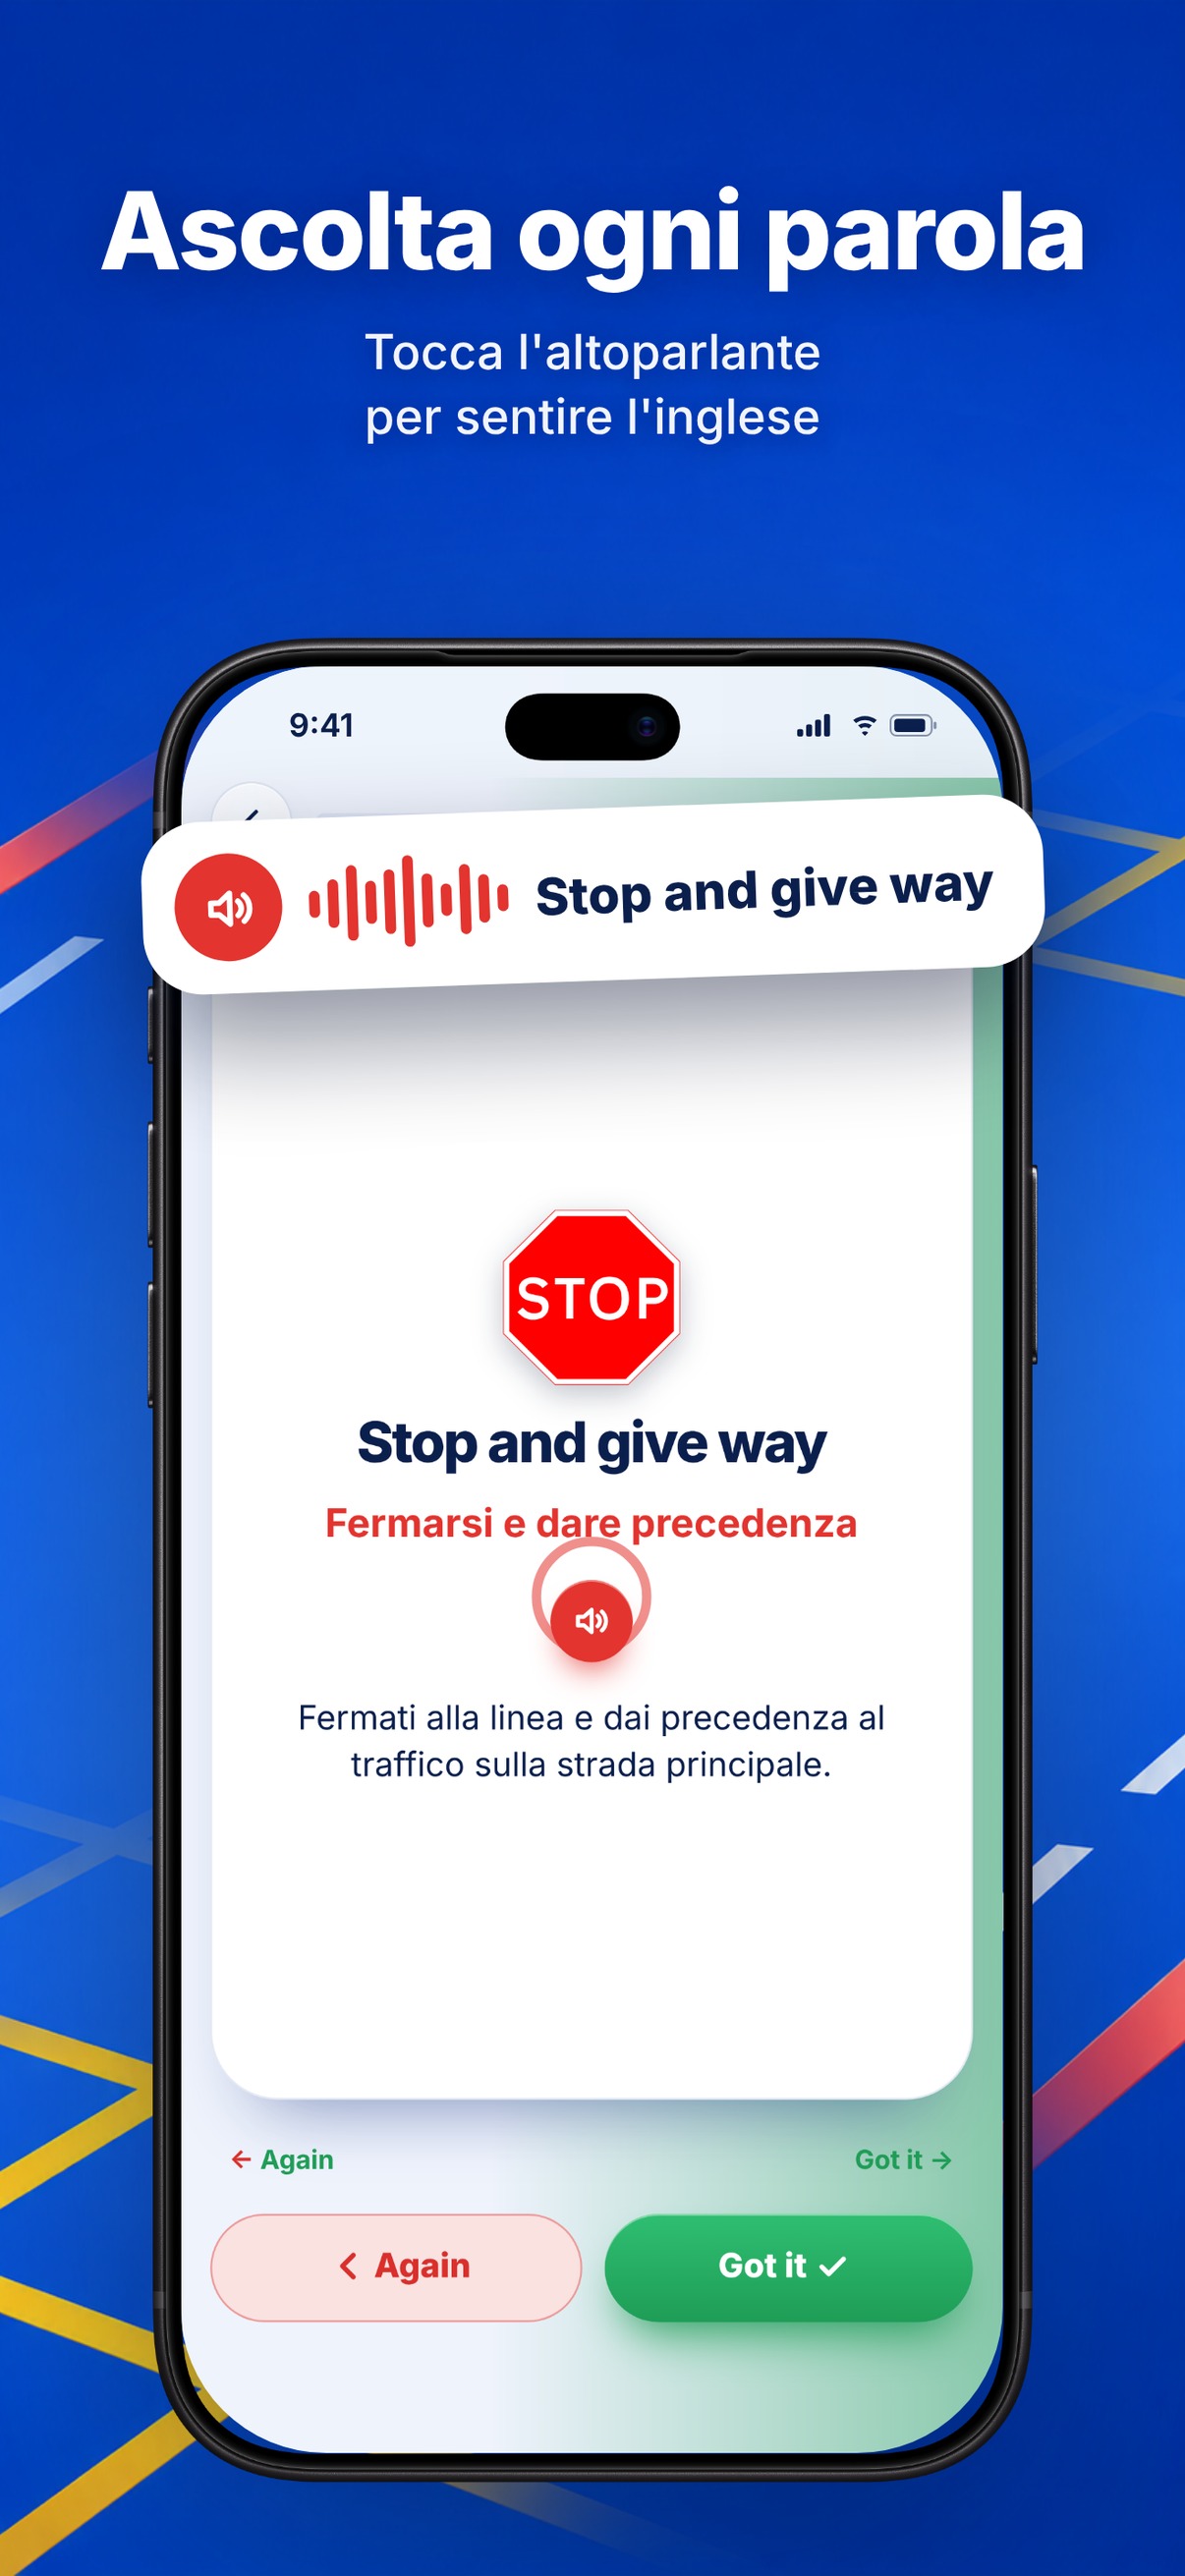 Ascolta ogni parola
Tocca l'altoparlante
per sentire l'inglese
9:41
Stop and give way
STOP
Stop and give way
Fermarsi e dare precedenza
Fermati alla linea e dai precedenza al
traffico sulla strada principale.
← Again
Got it →
Again
Got it